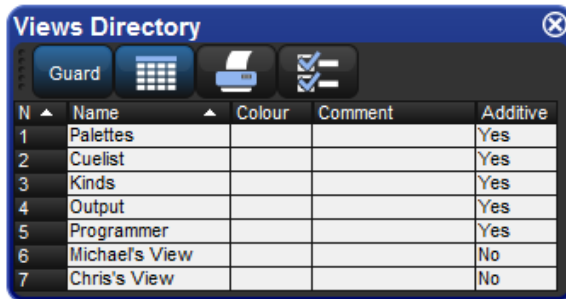 Views Directory
Guard
N Name Colour Comment Additive
1 Palettes Yes
2 Cuelist Yes
3 Kinds Yes
4 Output Yes
5 Programmer Yes
6 Michael's View No
7 Chris's View No